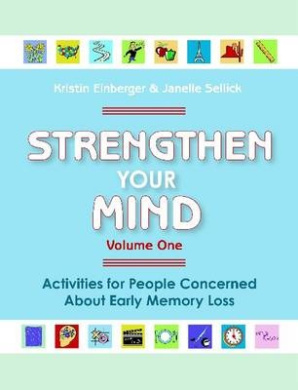 Kristin Einberger & Janelle Sellick
STRENGTHEN
YOUR
MIND
Volume One
Activities for People Concerned
About Early Memory Loss